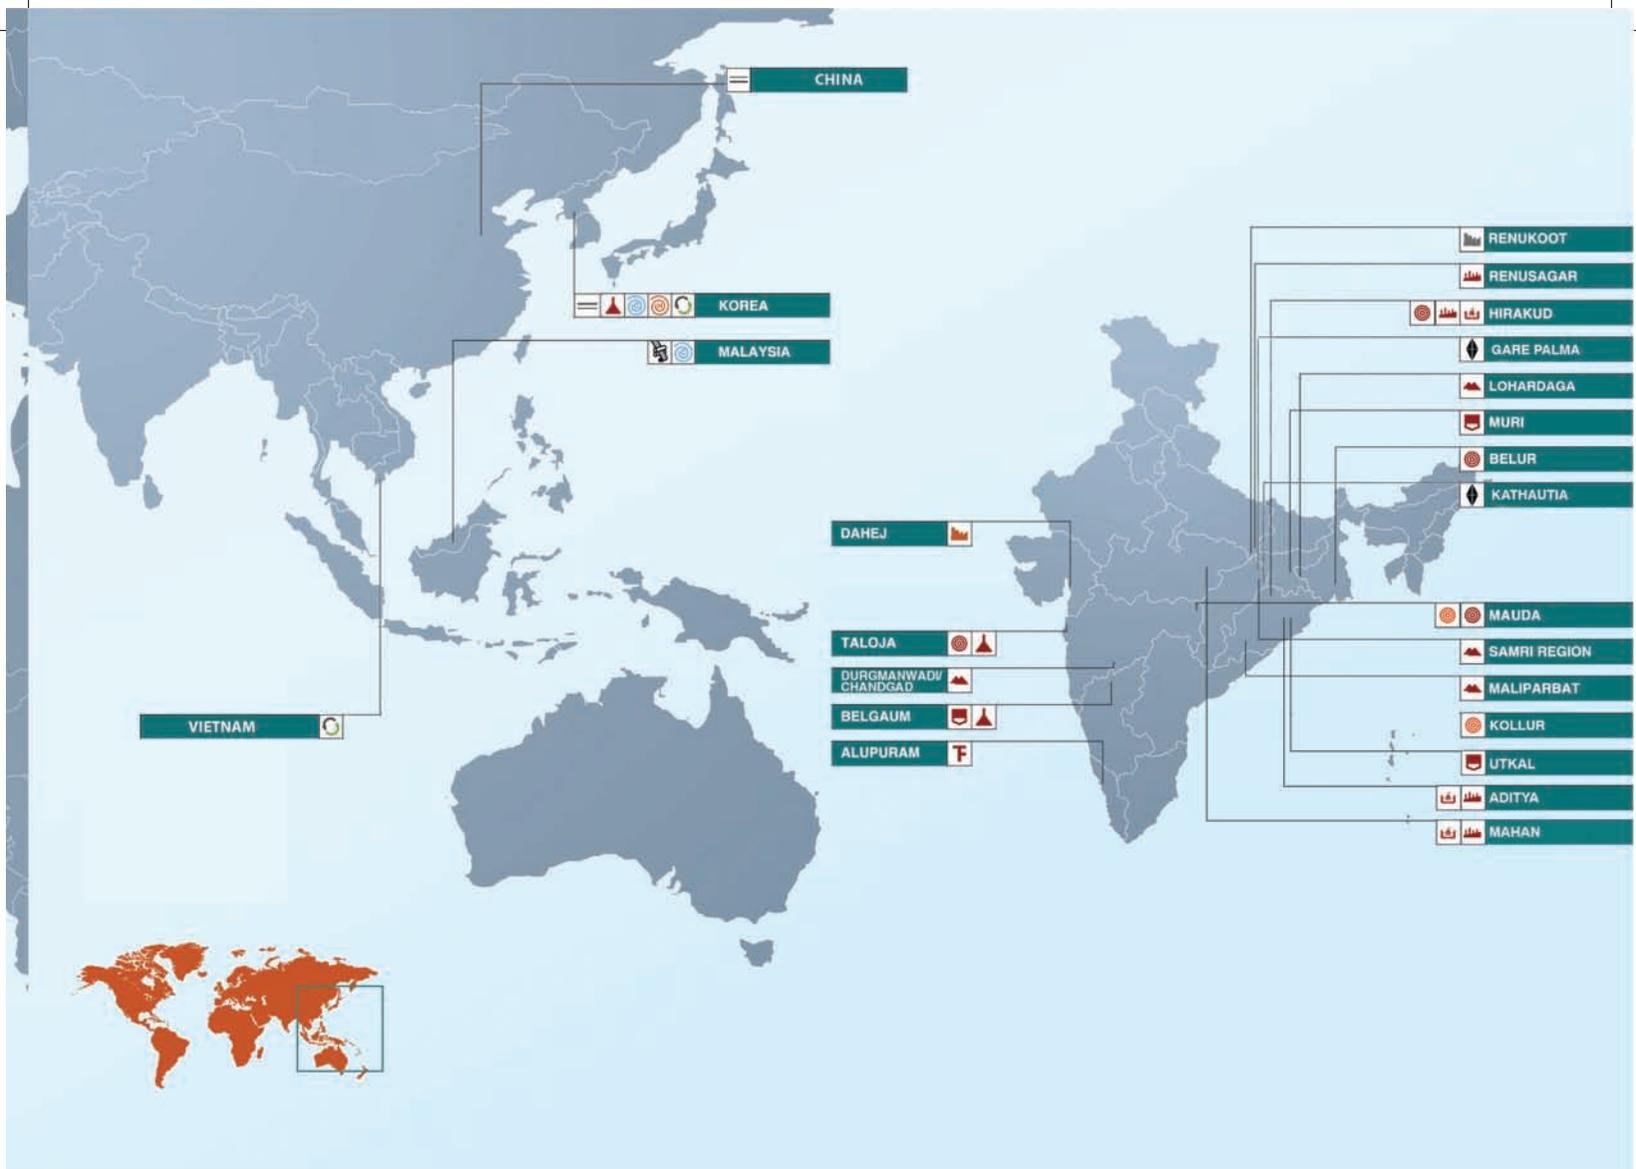 CHINA
KOREA
MALAYSIA
VIETNAM
RENUKOOT
RENUSAGAR
HIRAKUD
GARE PALMA
LOHARDAGA
MURI
BELUR
KATHAUTIA
DAHEJ
TALOJA
DURGMANWADI/
CHANDGAD
BELGAUM
ALUPURAM
MAUDA
SAMRI REGION
MALIPARBAT
KOLLUR
UTKAL
ADITYA
MAHAN